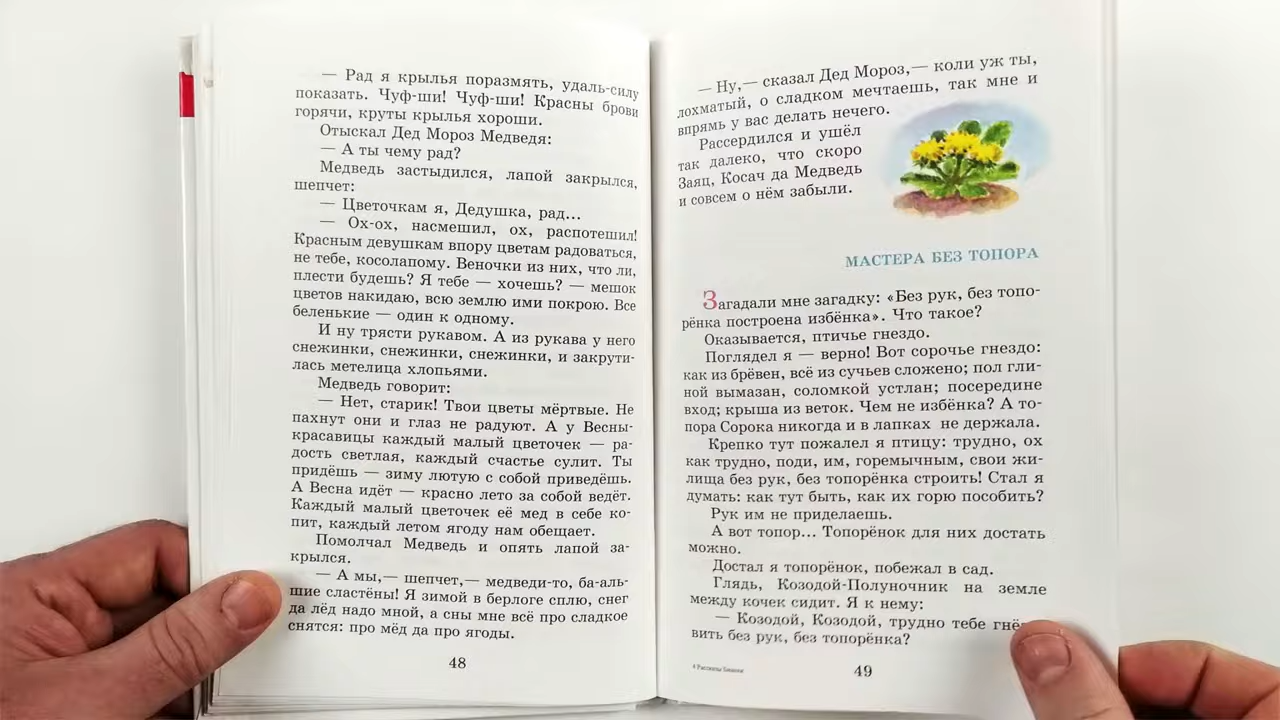 — Рад я крылья поразмять, удаль-силу
показать. Чуф-ши! Чуф-ши! Красны брови
горячи, круты крылья хороши.
Отыскал Дед Мороз Медведя:
— А ты чему рад?
Медведь застыдился, лапой закрылся,
шепчет:
— Цветочкам я, Дедушка, рад...
— Ох-ох, насмешил, ох, распотешил!
Красным девушкам впору цветам радоваться,
не тебе, косолапому. Веночки из них, что ли,
плести будешь? Я тебе — хочешь? — мешок
цветов накидаю, всю землю ими покрою. Все
беленькие — один к одному.
И ну трясти рукавом. А из рукава у него
снежинки, снежинки, снежинки, и закрути-
лась метелица хлопьями.
Медведь говорит:
— Нет, старик! Твои цветы мёртвые. Не
пахнут они и глаз не радуют. А у Весны-
красавицы каждый малый цветочек — ра-
дость светлая, каждый счастье сулит. Ты
придёшь — зиму лютую с собой приведёшь.
А Весна идёт — красно лето за собой ведёт.
Каждый малый цветочек её мед в себе ко-
пит, каждый летом ягоду нам обещает.
Помолчал Медведь и опять лапой за-
крылся.
— А мы,— шепчет,— медведи-то, ба-аль-
шие сластёны! Я зимой в берлоге сплю, снег
да лёд надо мной, а сны мне всё про сладкое
снятся: про мёд да про ягоды.
48
— Ну,— сказал Дед Мороз,— коли уж ты,
лохматый, о сладком мечтаешь, так мне и
впрямь у вас делать нечего.
Рассердился и ушёл
так далеко, что скоро
Заяц, Косач да Медведь
и совсем о нём забыли.
МАСТЕРА БЕЗ ТОПОРА
Загадали мне загадку: «Без рук, без топо-
рёнка построена избёнка». Что такое?
Оказывается, птичье гнездо.
Поглядел я — верно! Вот сорочье гнездо:
как из брёвен, всё из сучьев сложено; пол гли-
ной вымазан, соломкой устлан; посередине
вход; крыша из веток. Чем не избёнка? А то-
пора Сорока никогда и в лапках не держала.
Крепко тут пожалел я птицу: трудно, ох
как трудно, поди, им, горемычным, свои жи-
лища без рук, без топорёнка строить! Стал я
думать: как тут быть, как их горю пособить?
Рук им не приделаешь.
А вот топор... Топорёнок для них достать
можно.
Достал я топорёнок, побежал в сад.
Глядь, Козодой-Полуночник на земле
между кочек сидит. Я к нему:
— Козодой, Козодой, трудно тебе гнёз-
вить без рук, без топорёнка?
4 Рассказы Бианки
49